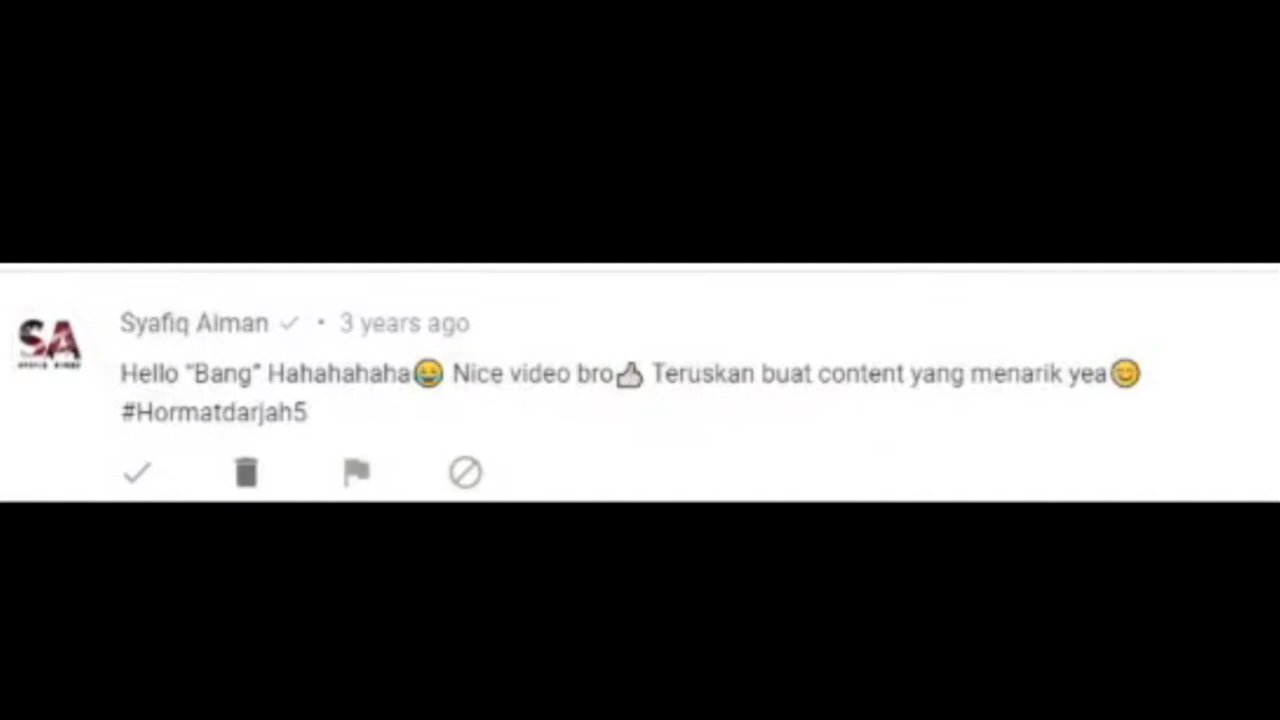 SA
Syafiq Aiman ✓ • 3 years ago
Hello "Bang" Hahahahaha😂 Nice video bro👍 Teruskan buat content yang menarik yea😊
#Hormatdarjah5